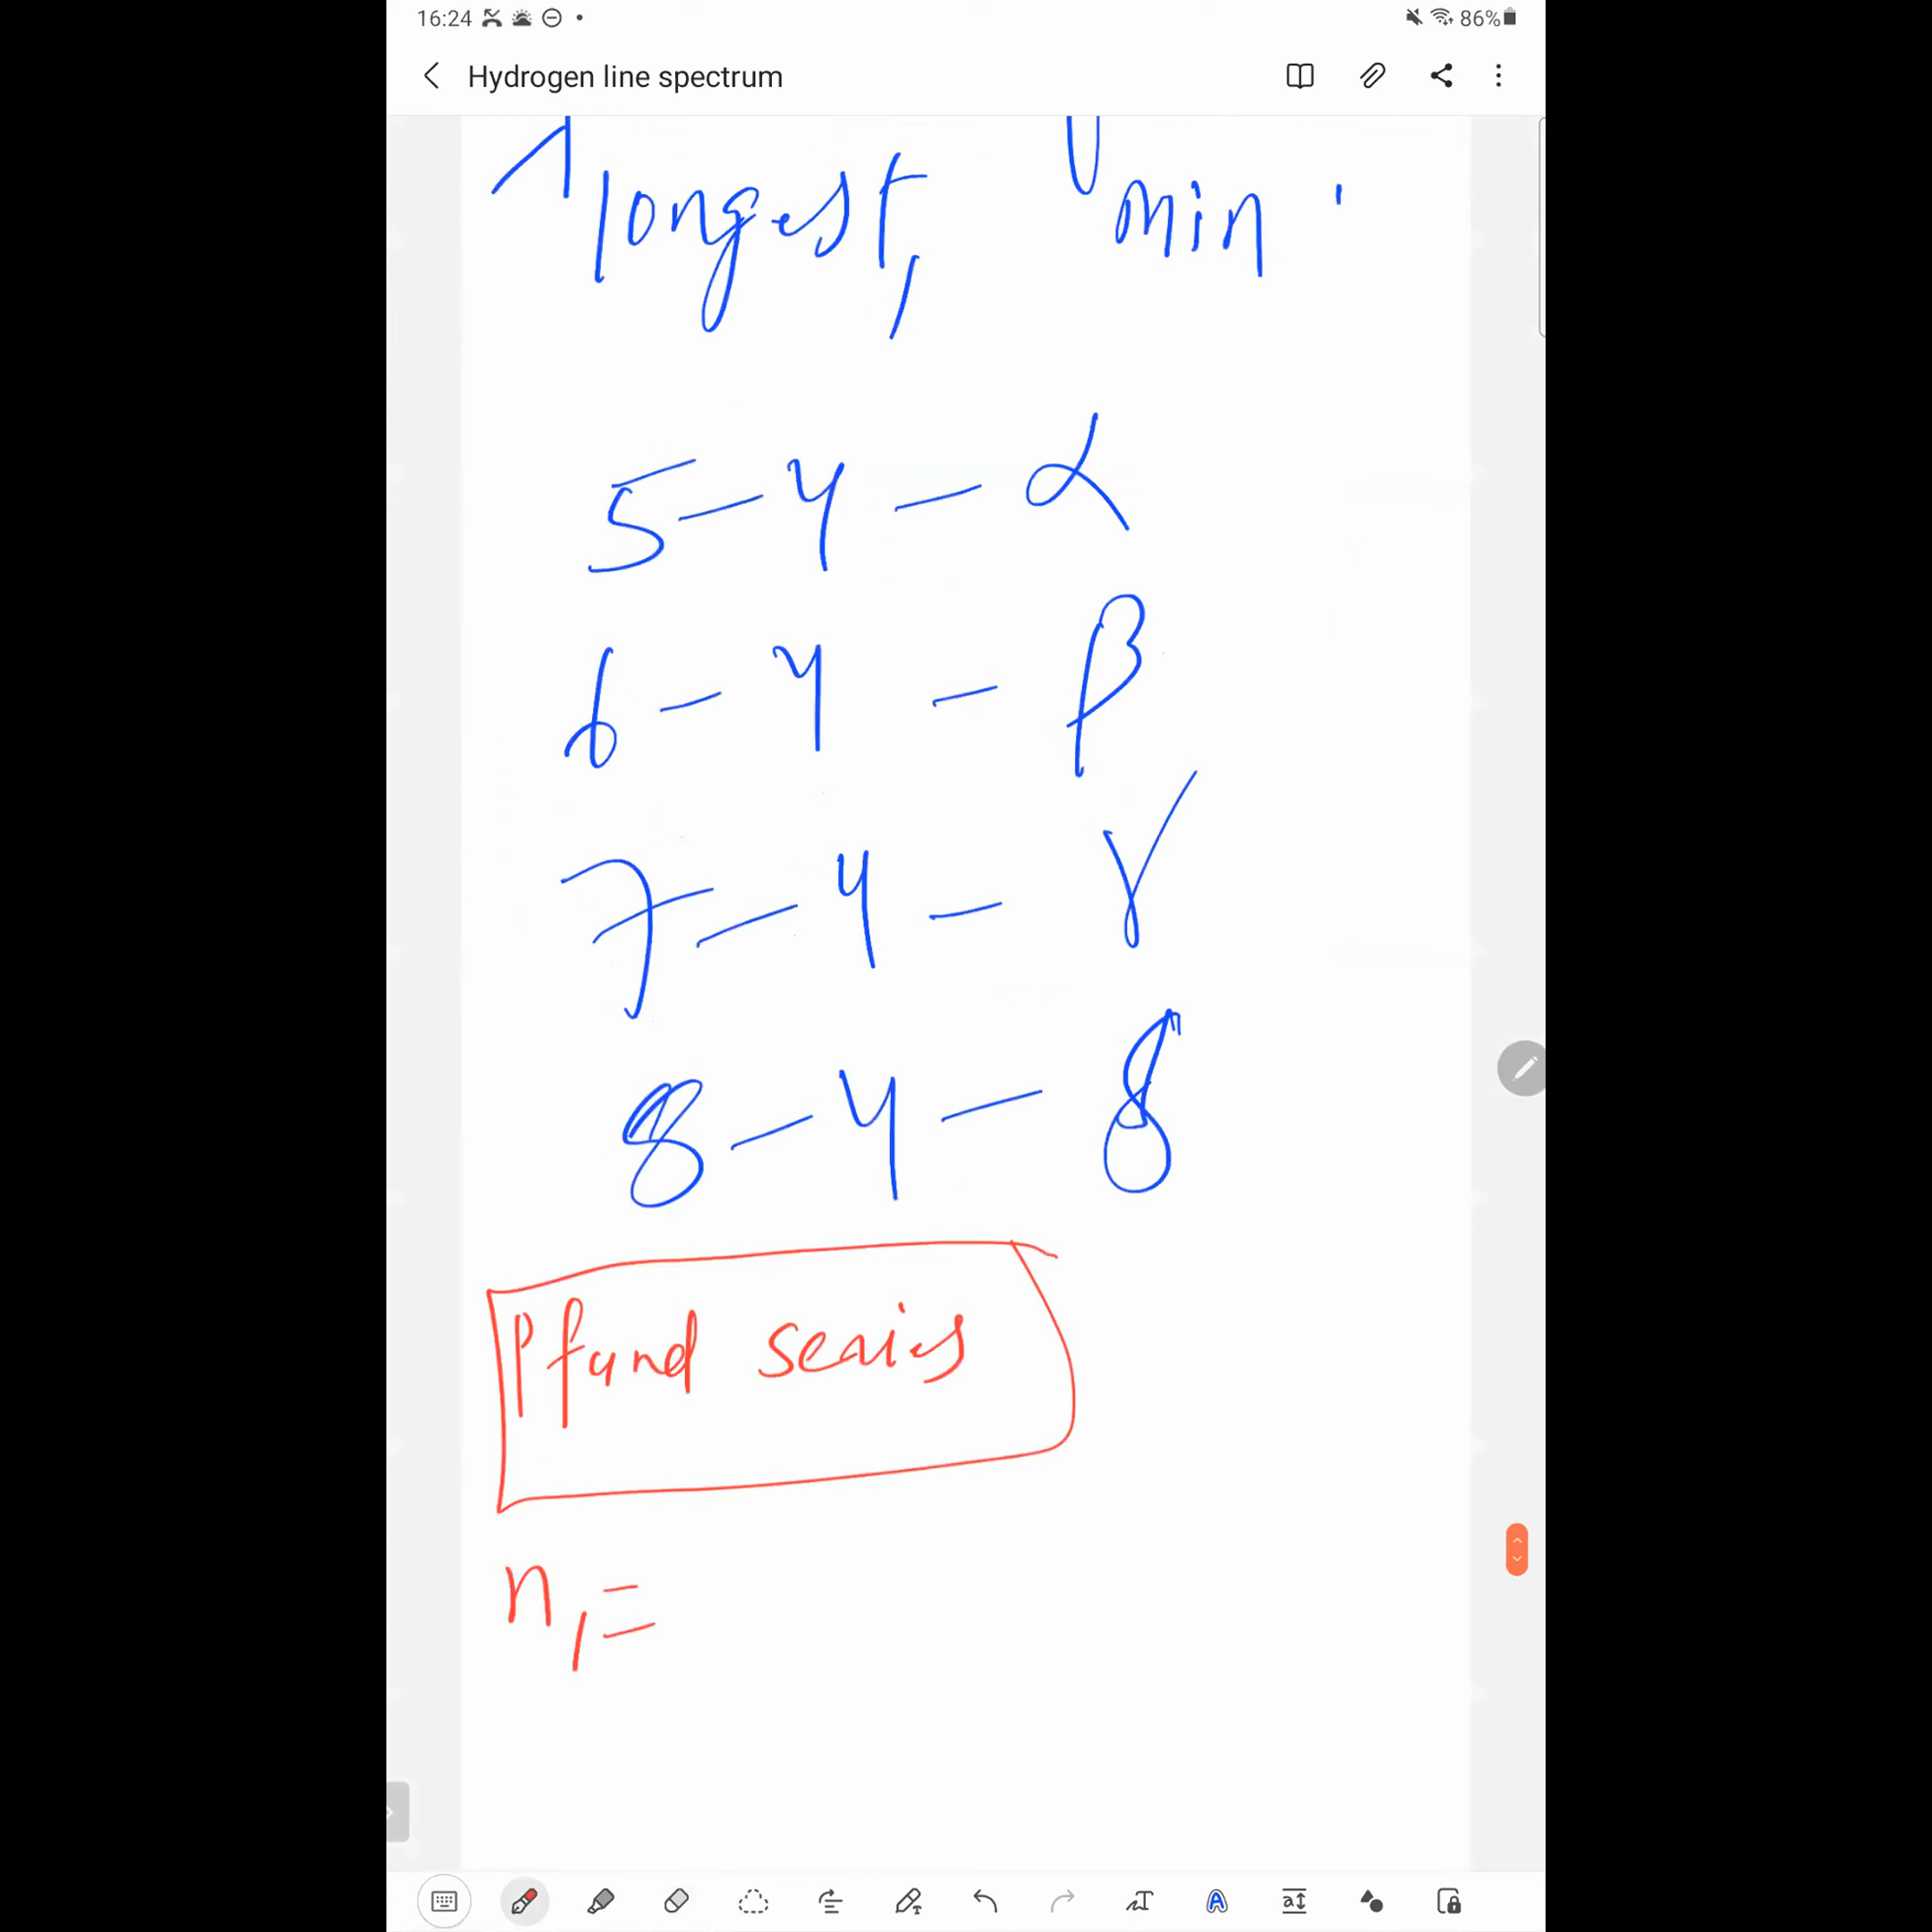 16:24 86%
Hydrogen line spectrum
λlongest, νmin.
5 — 4 — α
6 — 4 — β
7 — 4 — γ
8 — 4 — δ
Pfund series
n₁ =